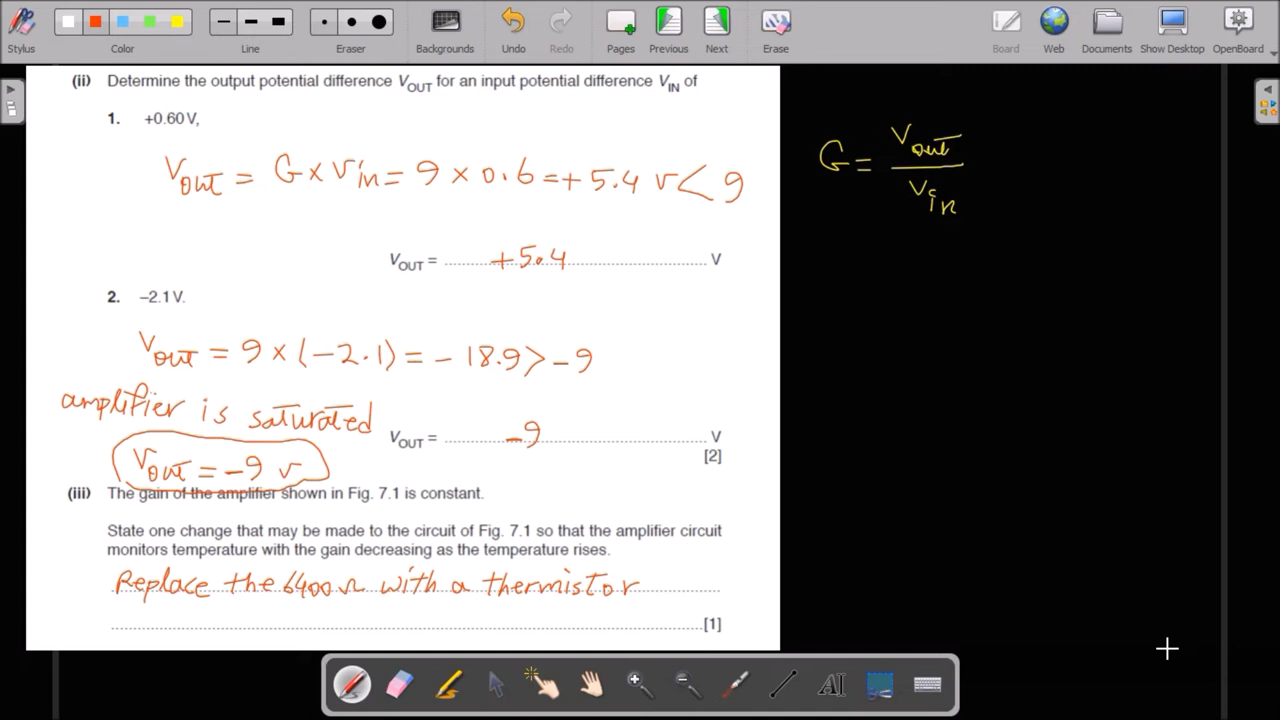 Stylus Color Line Eraser Backgrounds Undo Redo Pages Previous Next Erase Board Web Documents Show Desktop OpenBoard
(ii) Determine the output potential difference VOUT for an input potential difference VIN of
1. +0.60 V,
Vout = G × Vin = 9 × 0.6 = + 5.4 v < 9
VOUT = +5.4 V
2. –2.1 V.
Vout = 9 × (-2.1) = - 18.9 > - 9
amplifier is saturated
VOUT = -9 V
Vout = -9 v
[2]
(iii) The gain of the amplifier shown in Fig. 7.1 is constant.
State one change that may be made to the circuit of Fig. 7.1 so that the amplifier circuit
monitors temperature with the gain decreasing as the temperature rises.
Replace the 6400 Ω with a thermistor
[1]
G = Vout / Vin
AI